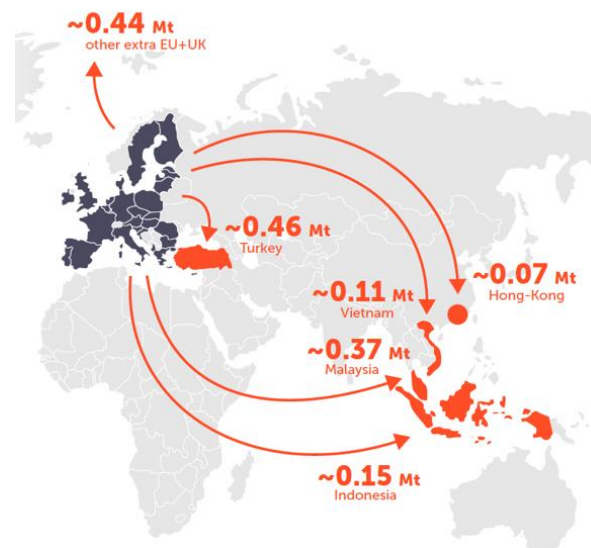 ~0.44 Mt
other extra EU+UK
~0.46 Mt
Turkey
~0.07 Mt
Hong-Kong
~0.11 Mt
Vietnam
~0.37 Mt
Malaysia
~0.15 Mt
Indonesia